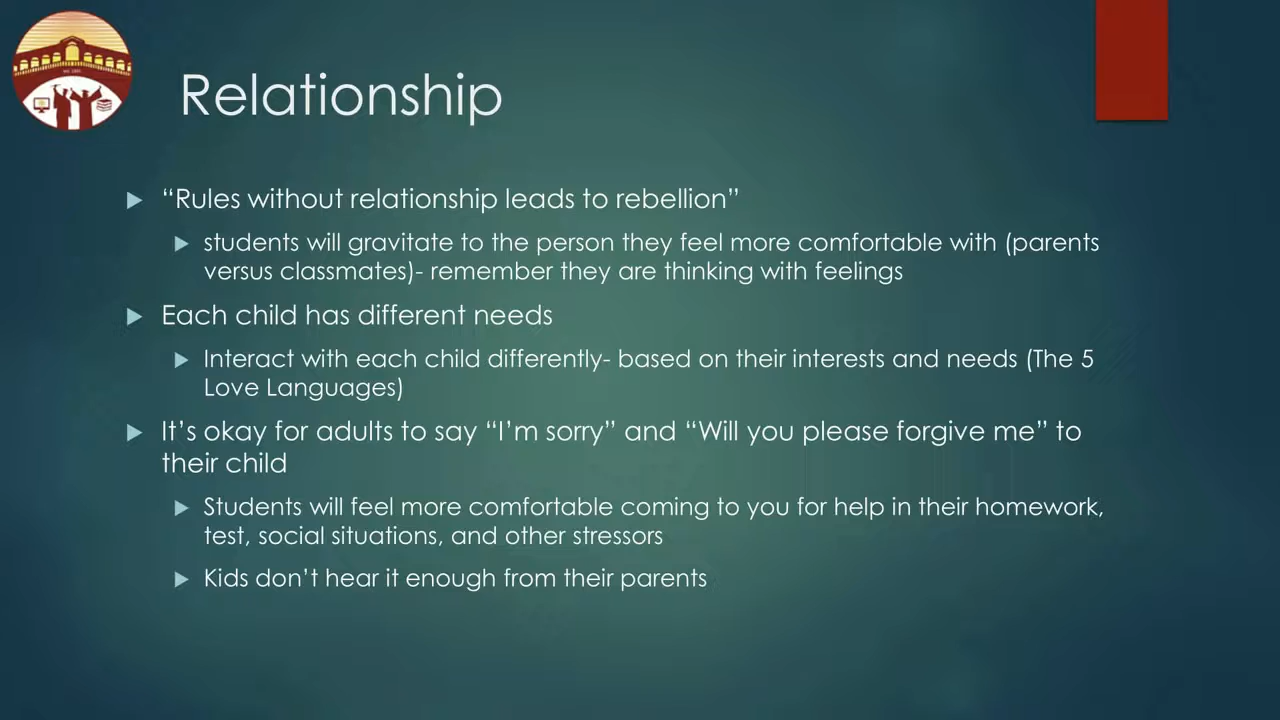 Relationship
“Rules without relationship leads to rebellion”
students will gravitate to the person they feel more comfortable with (parents
versus classmates)- remember they are thinking with feelings
Each child has different needs
Interact with each child differently- based on their interests and needs (The 5
Love Languages)
It’s okay for adults to say “I’m sorry” and “Will you please forgive me” to
their child
Students will feel more comfortable coming to you for help in their homework,
test, social situations, and other stressors
Kids don’t hear it enough from their parents